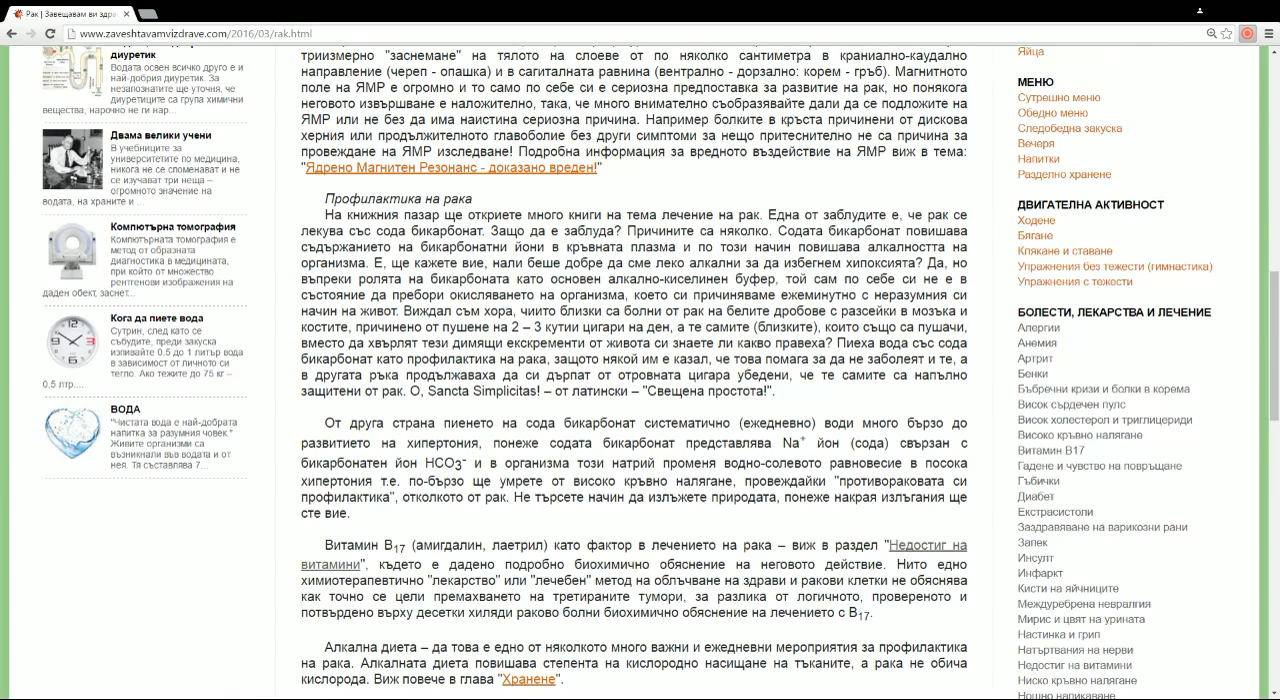 Рак | Завещавам ви здра
www.zaveshtavamvizdrave.com/2016/03/rak.html
диуретик
Водата освен всичко друго е и
най-добрия диуретик. За
незапознатите ще уточня, че
диуретиците са група химични
вещества, нарочно не ги нар...
Двама велики учени
В учебниците за
университетите по медицина,
никога не се споменават и не
се изучават три неща –
огромното значение на
водата, на храните и ...
Компютърна томография
Компютърната томография е
метод от образната
диагностика в медицината,
при който от множество
рентгенови изображения на
даден обект, заснет...
Кога да пиете вода
Сутрин, след като се
събудите, преди закуска
изпивайте 0.5 до 1 литър вода
в зависимост от личното си
тегло. Ако тежите до 75 кг –
0,5 лтр....
ВОДА
"Чистата вода е най-добрата
напитка за разумния човек."
Живите организми са
възникнали във водата и от
нея. Тя съставлява 7...
триизмерно "заснемане" на тялото на слоеве от по няколко сантиметра в краниално-каудално
направление (череп - опашка) и в сагиталната равнина (вентрално - дорзално: корем - гръб). Магнитното
поле на ЯМР е огромно и то само по себе си е сериозна предпоставка за развитие на рак, но понякога
неговото извършване е наложително, така, че много внимателно съобразявайте дали да се подложите на
ЯМР или не без да има наистина сериозна причина. Например болките в кръста причинени от дискова
херния или продължителното главоболие без други симптоми за нещо притеснително не са причина за
провеждане на ЯМР изследване! Подробна информация за вредното въздействие на ЯМР виж в тема:
"Ядрено Магнитен Резонанс - доказано вреден!"
Профилактика на рака
На книжния пазар ще откриете много книги на тема лечение на рак. Една от заблудите е, че рак се
лекува със сода бикарбонат. Защо да е заблуда? Причините са няколко. Содата бикарбонат повишава
съдържанието на бикарбонатни йони в кръвната плазма и по този начин повишава алкалността на
организма. Е, ще кажете вие, нали беше добре да сме леко алкални за да избегнем хипоксията? Да, но
въпреки ролята на бикарбоната като основен алкално-киселинен буфер, той сам по себе си не е в
състояние да пребори окисляването на организма, което си причиняваме ежеминутно с неразумния си
начин на живот. Виждал съм хора, чиито близки са болни от рак на белите дробове с разсейки в мозъка и
костите, причинено от пушене на 2 – 3 кутии цигари на ден, а те самите (близките), които също са пушачи,
вместо да хвърлят тези димящи екскременти от живота си знаете ли какво правеха? Пиеха вода със сода
бикарбонат като профилактика на рака, защото някой им е казал, че това помага за да не заболеят и те, а
в другата ръка продължаваха да си дърпат от отровната цигара убедени, че те самите са напълно
защитени от рак. О, Sancta Simplicitas! – от латински – "Свещена простота!".
От друга страна пиенето на сода бикарбонат систематично (ежедневно) води много бързо до
развитието на хипертония, понеже содата бикарбонат представлява Na+ йон (сода) свързан с
бикарбонатен йон HCO3- и в организма този натрий променя водно-солевото равновесие в посока
хипертония т.е. по-бързо ще умрете от високо кръвно налягане, провеждайки "противораковата си
профилактика", отколкото от рак. Не търсете начин да излъжете природата, понеже накрая излъгания ще
сте вие.
Витамин B17 (амигдалин, лаетрил) като фактор в лечението на рака – виж в раздел "Недостиг на
витамини", където е дадено подробно биохимично обяснение на неговото действие. Нито едно
химиотерапевтично "лекарство" или "лечебен" метод на облъчване на здрави и ракови клетки не обяснява
как точно се цели премахването на третираните тумори, за разлика от логичното, провереното и
потвърдено върху десетки хиляди раково болни биохимично обяснение на лечението с B17.
Алкална диета – да това е едно от няколкото много важни и ежедневни мероприятия за профилактика
на рака. Алкалната диета повишава степента на кислородно насищане на тъканите, а рака не обича
кислорода. Виж повече в глава "Хранене".
Яйца
МЕНЮ
Сутрешно меню
Обедно меню
Следобедна закуска
Вечеря
Напитки
Разделно хранене
ДВИГАТЕЛНА АКТИВНОСТ
Ходене
Бягане
Клякане и ставане
Упражнения без тежести (гимнастика)
Упражнения с тежести
БОЛЕСТИ, ЛЕКАРСТВА И ЛЕЧЕНИЕ
Алергии
Анемия
Артрит
Бенки
Бъбречни кризи и болки в корема
Висок сърдечен пулс
Висок холестерол и триглицериди
Високо кръвно налягане
Витамин B17
Гадене и чувство на повръщане
Гъбички
Диабет
Екстрасистоли
Заздравяване на варикозни рани
Запек
Инсулт
Инфаркт
Кисти на яйчниците
Междуребрена невралгия
Мирис и цвят на урината
Настинка и грип
Натъртвания на нерви
Недостиг на витамини
Ниско кръвно налягане
Нощно напикаване